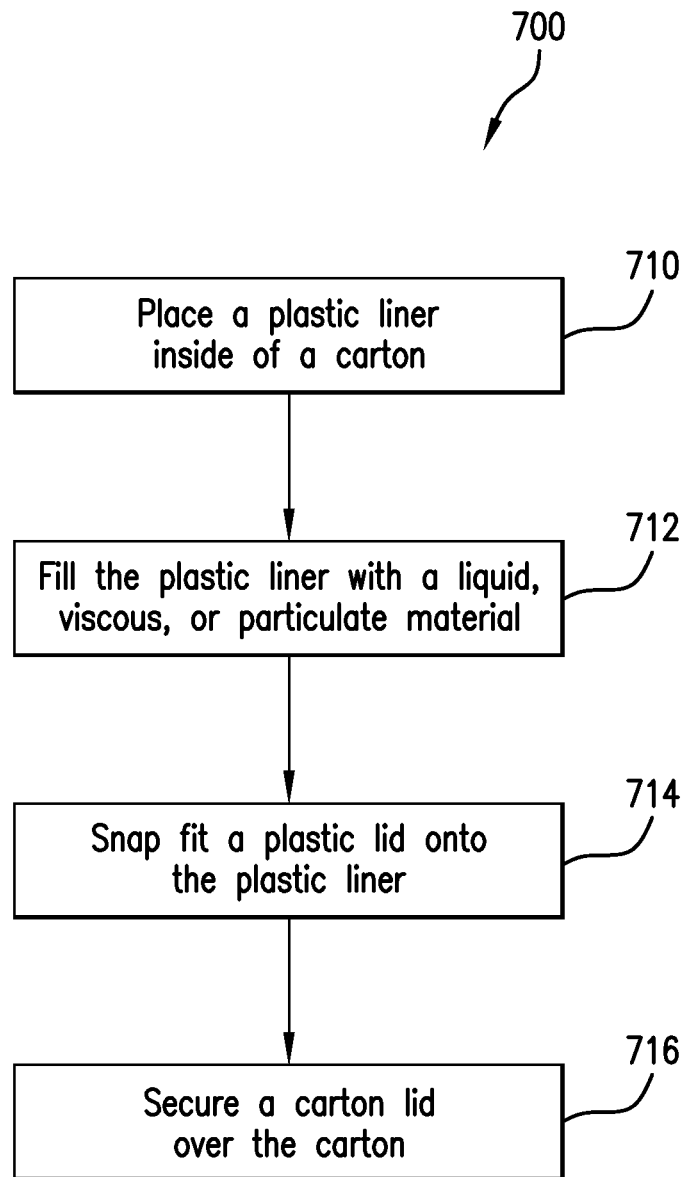 700
710
Place a plastic liner
inside of a carton
712
Fill the plastic liner with a liquid,
viscous, or particulate material
714
Snap fit a plastic lid onto
the plastic liner
716
Secure a carton lid
over the carton